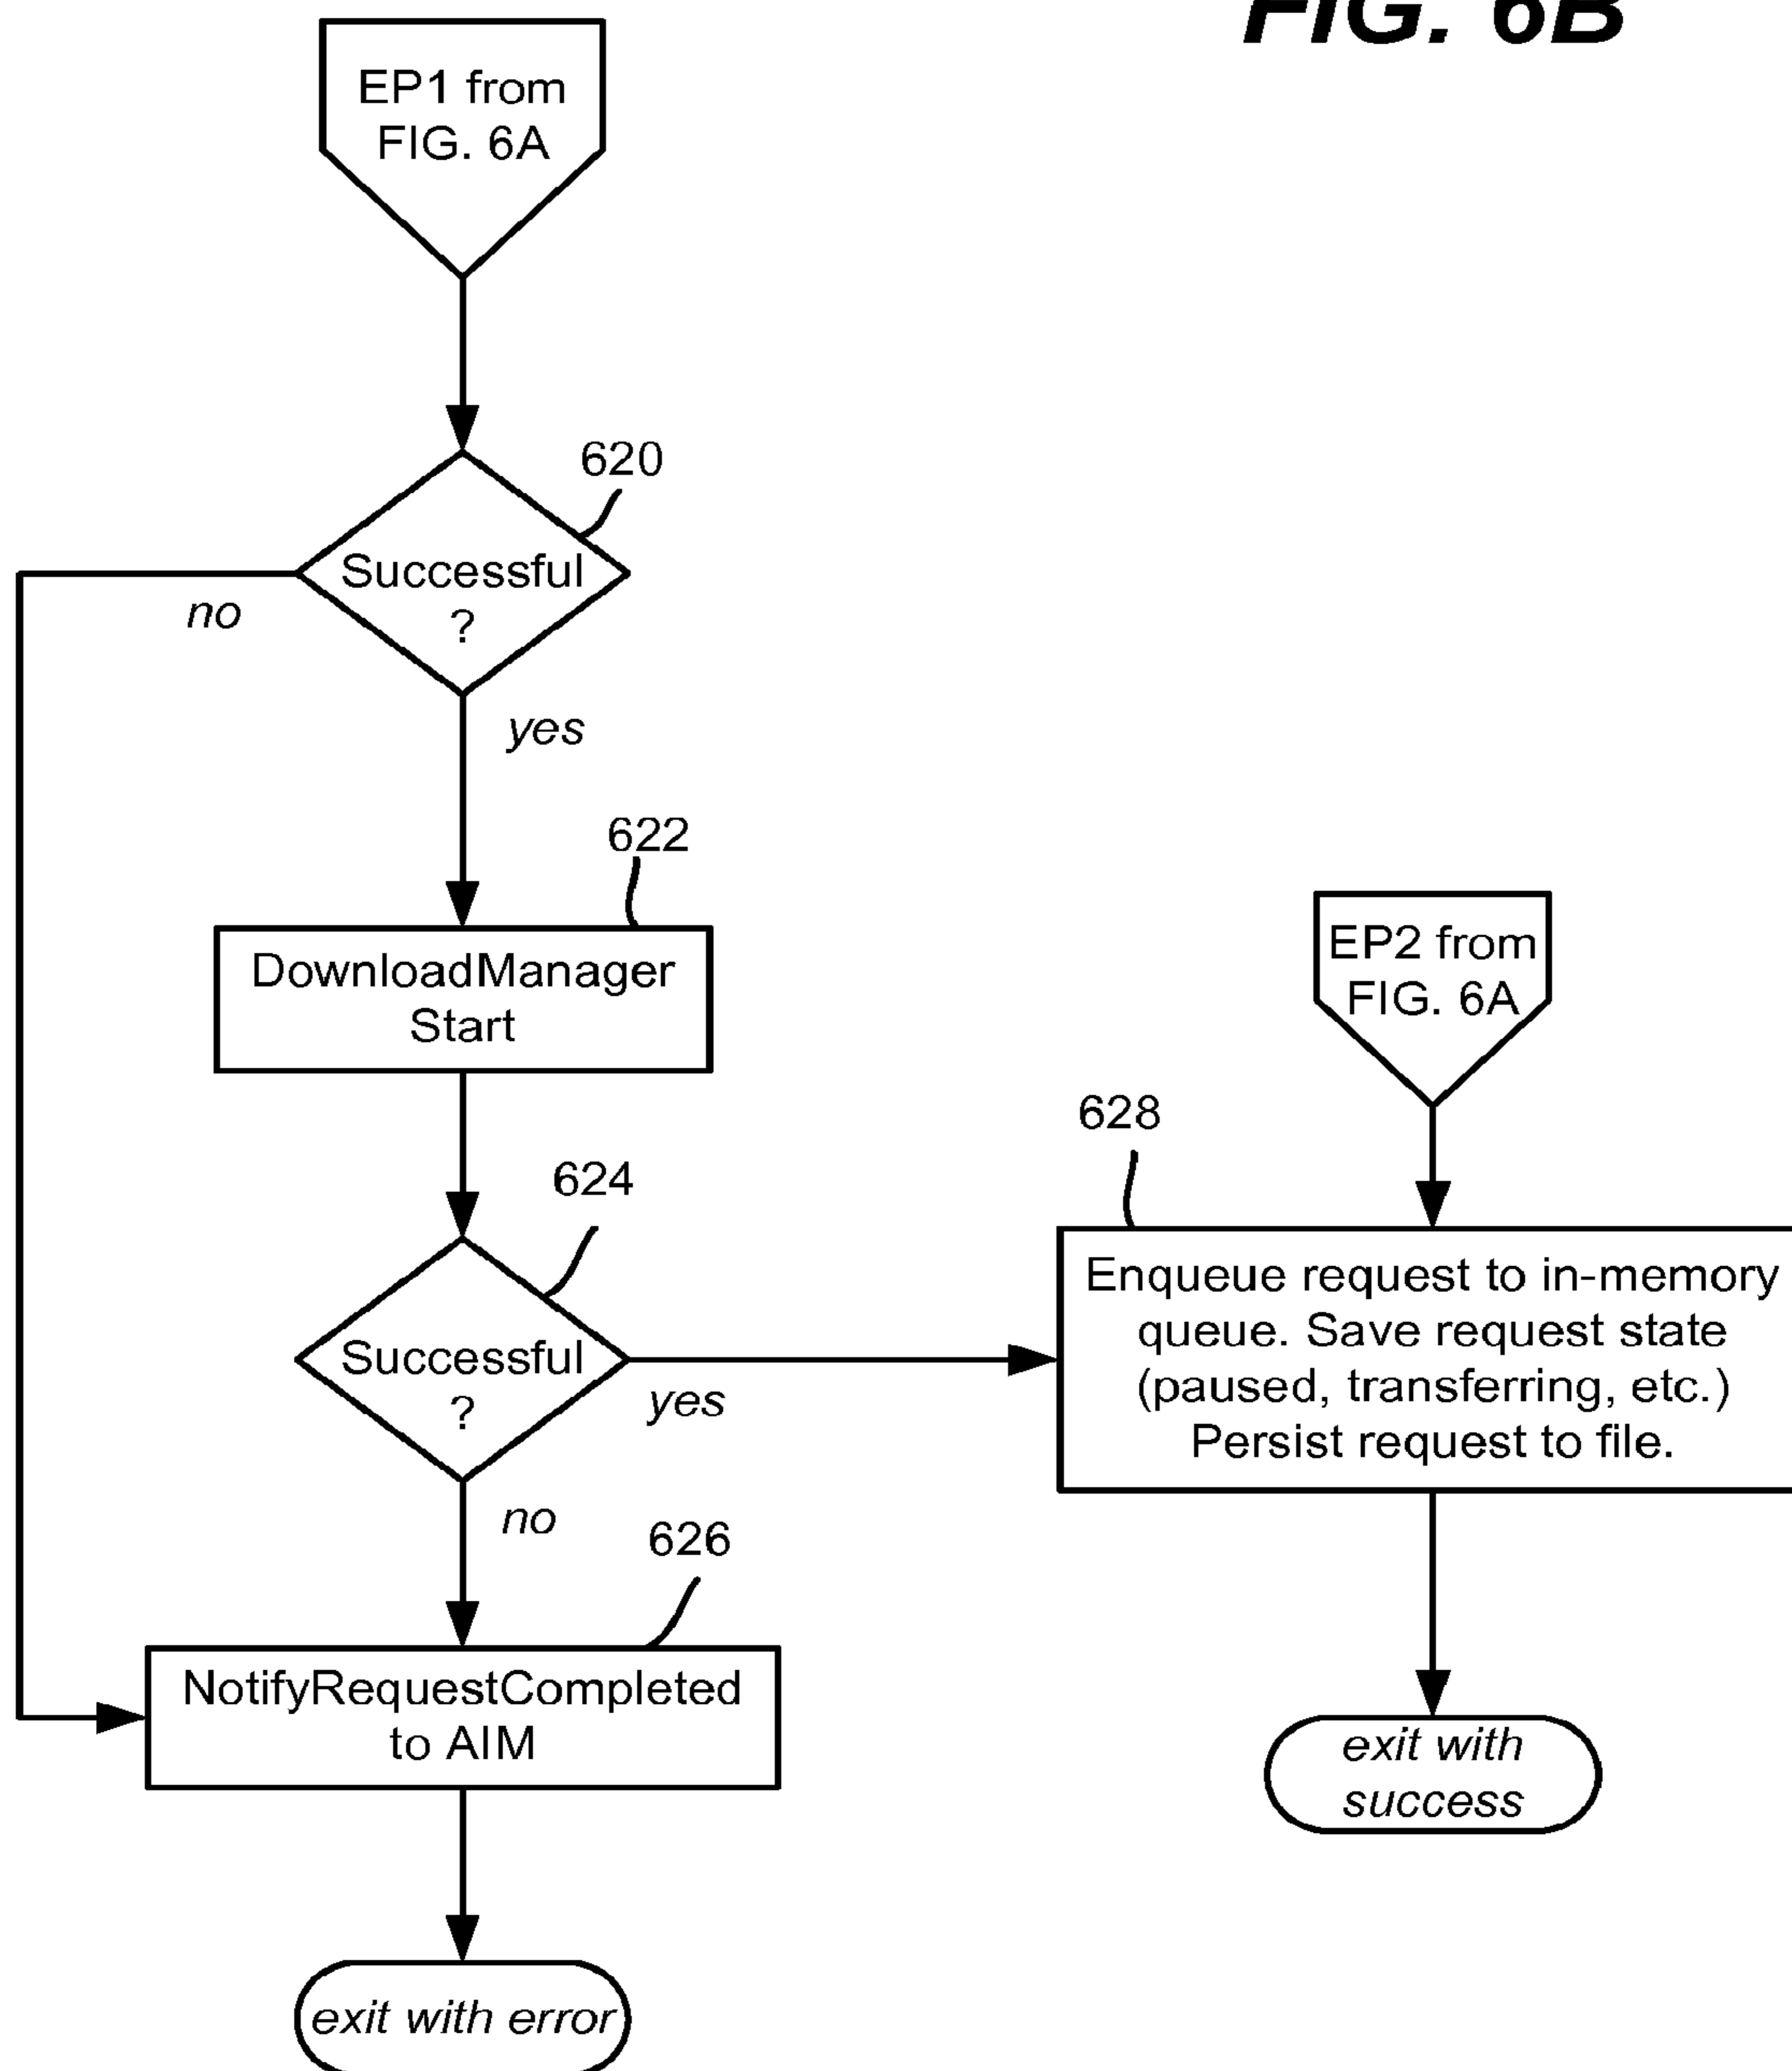 FIG. 6B
EP1 from
FIG. 6A
620
Successful
?
no
yes
622
DownloadManager
Start
EP2 from
FIG. 6A
628
624
Successful
?
yes
Enqueue request to in-memory
queue. Save request state
(paused, transferring, etc.)
Persist request to file.
no
626
NotifyRequestCompleted
to AIM
exit with
success
exit with error